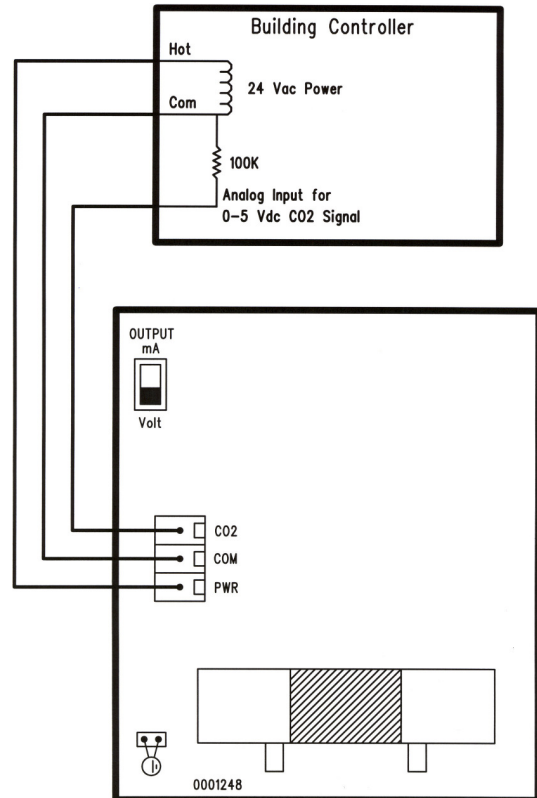 Building Controller
Hot
24 Vac Power
Com
100K
Analog Input for
0-5 Vdc CO2 Signal
OUTPUT
mA
Volt
CO2
COM
PWR
0001248